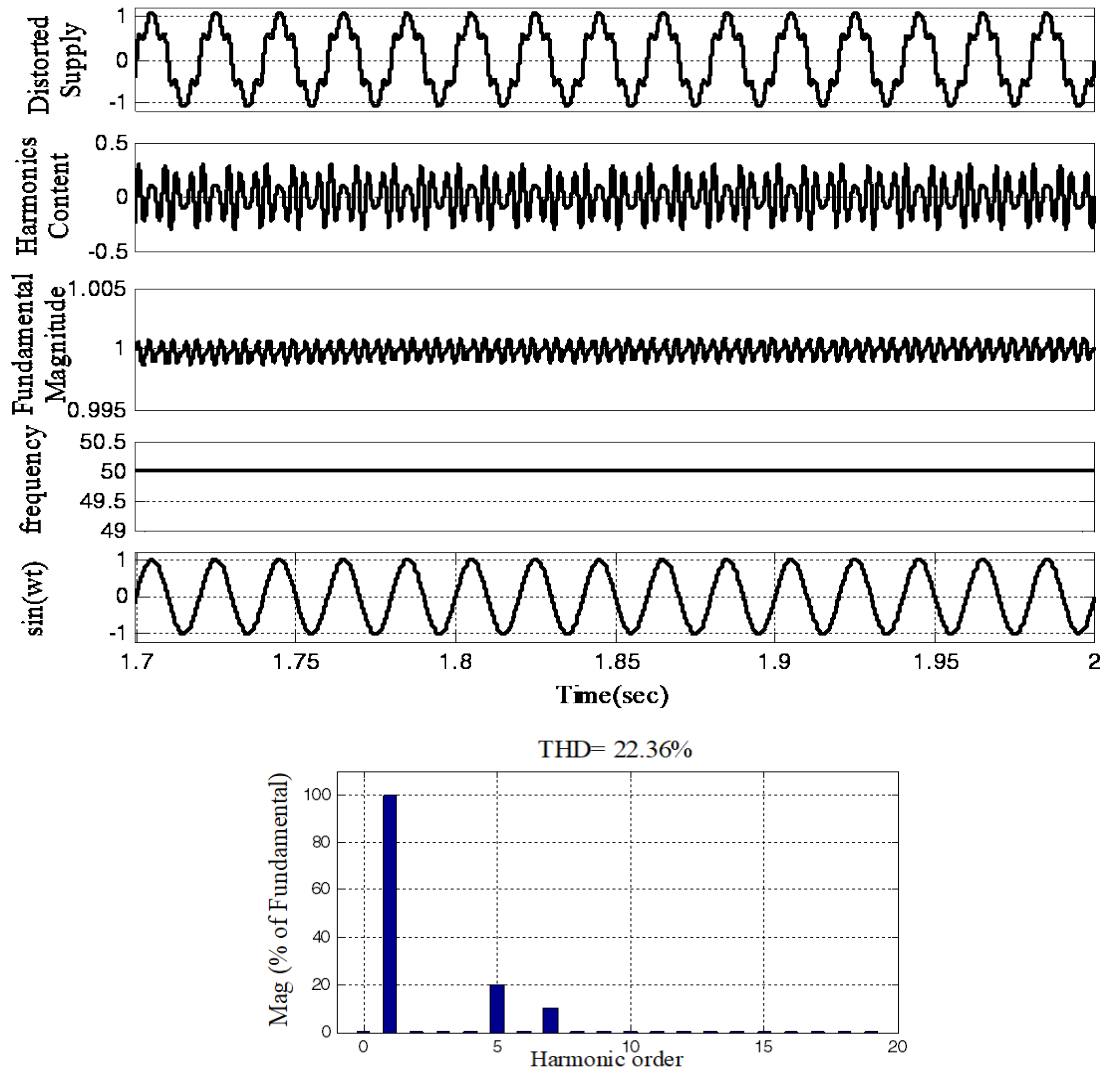 Distorted
Supply
1
0
-1
Harmonics
Content
0.5
0
-0.5
Fundamental
Magnitude
1.005
1
0.995
frequency
50.5
50
49.5
49
sin(wt)
1
0
-1
1.7 1.75 1.8 1.85 1.9 1.95 2
Time(sec)
THD= 22.36%
Mag (% of Fundamental)
100
80
60
40
20
0
0 5 10 15 20
Harmonic order